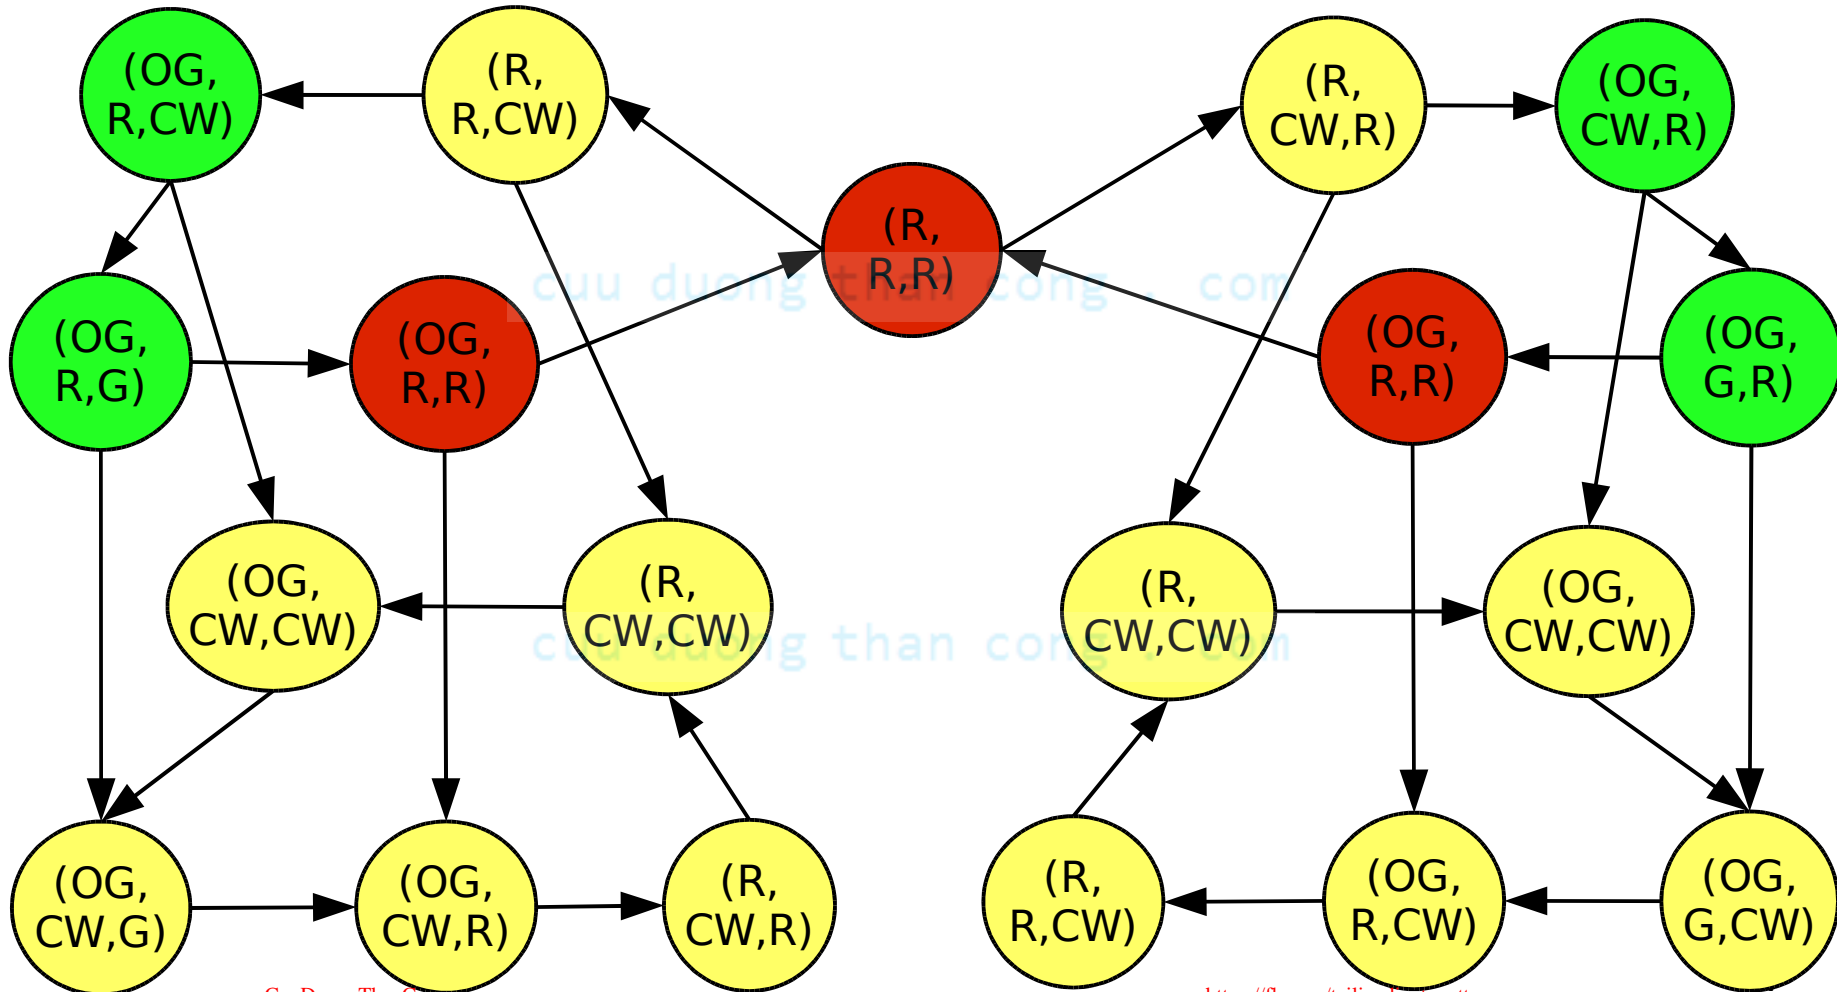 (OG,
R,CW)
(R,
R,CW)
(R,
CW,R)
(OG,
CW,R)
(R,
R,R)
(OG,
R,G)
(OG,
R,R)
(OG,
R,R)
(OG,
G,R)
cuu duong than cong . com
(OG,
CW,CW)
(R,
CW,CW)
(R,
CW,CW)
(OG,
CW,CW)
cuu duong than cong . com
(OG,
CW,G)
(OG,
CW,R)
(R,
CW,R)
(R,
R,CW)
(OG,
R,CW)
(OG,
G,CW)